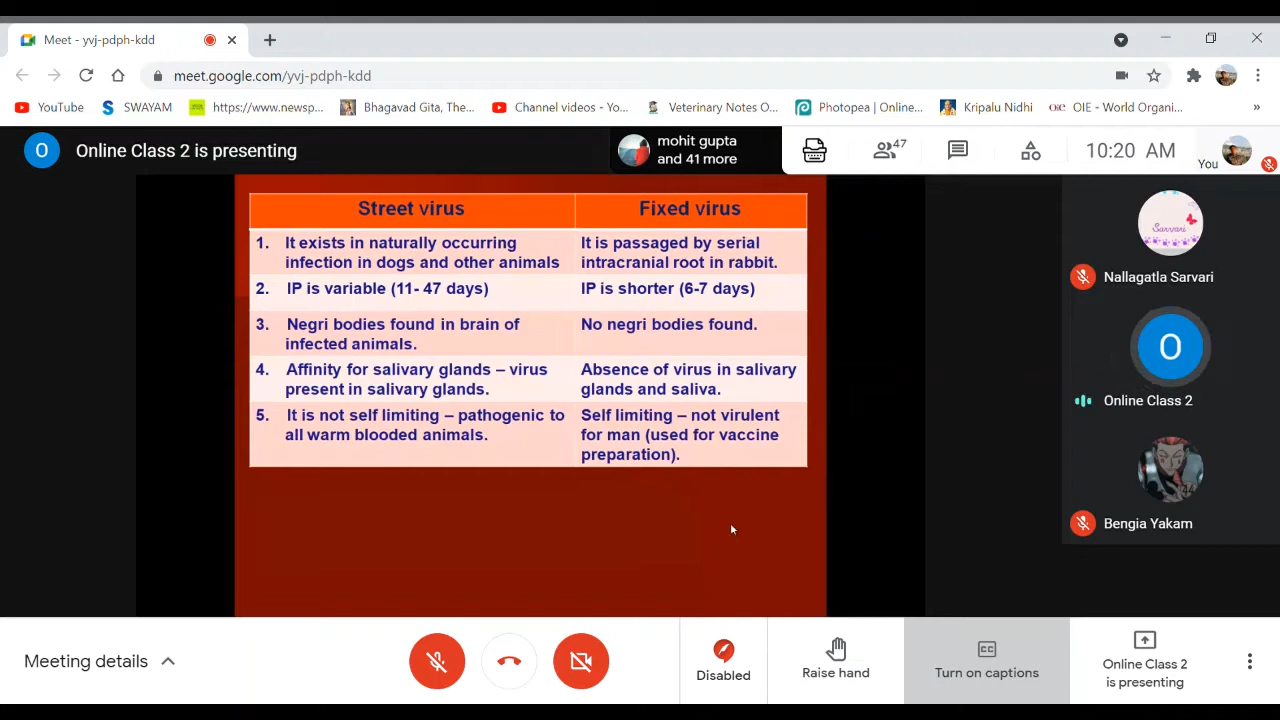 Meet - yvj-pdph-kdd
meet.google.com/yvj-pdph-kdd
YouTube
SWAYAM
https://www.newsp...
Bhagavad Gita, The...
Channel videos - Yo...
Veterinary Notes O...
Photopea | Online...
Kripalu Nidhi
OIE - World Organi...
»
O
Online Class 2 is presenting
mohit gupta
and 41 more
47
10:20 AM
You
Street virus
Fixed virus
1. It exists in naturally occurring
infection in dogs and other animals
It is passaged by serial
intracranial root in rabbit.
2. IP is variable (11- 47 days)
IP is shorter (6-7 days)
3. Negri bodies found in brain of
infected animals.
No negri bodies found.
4. Affinity for salivary glands – virus
present in salivary glands.
Absence of virus in salivary
glands and saliva.
5. It is not self limiting – pathogenic to
all warm blooded animals.
Self limiting – not virulent
for man (used for vaccine
preparation).
Sarvari
Nallagatla Sarvari
O
Online Class 2
Bengia Yakam
Meeting details
Disabled
Raise hand
CC
Turn on captions
Online Class 2
is presenting